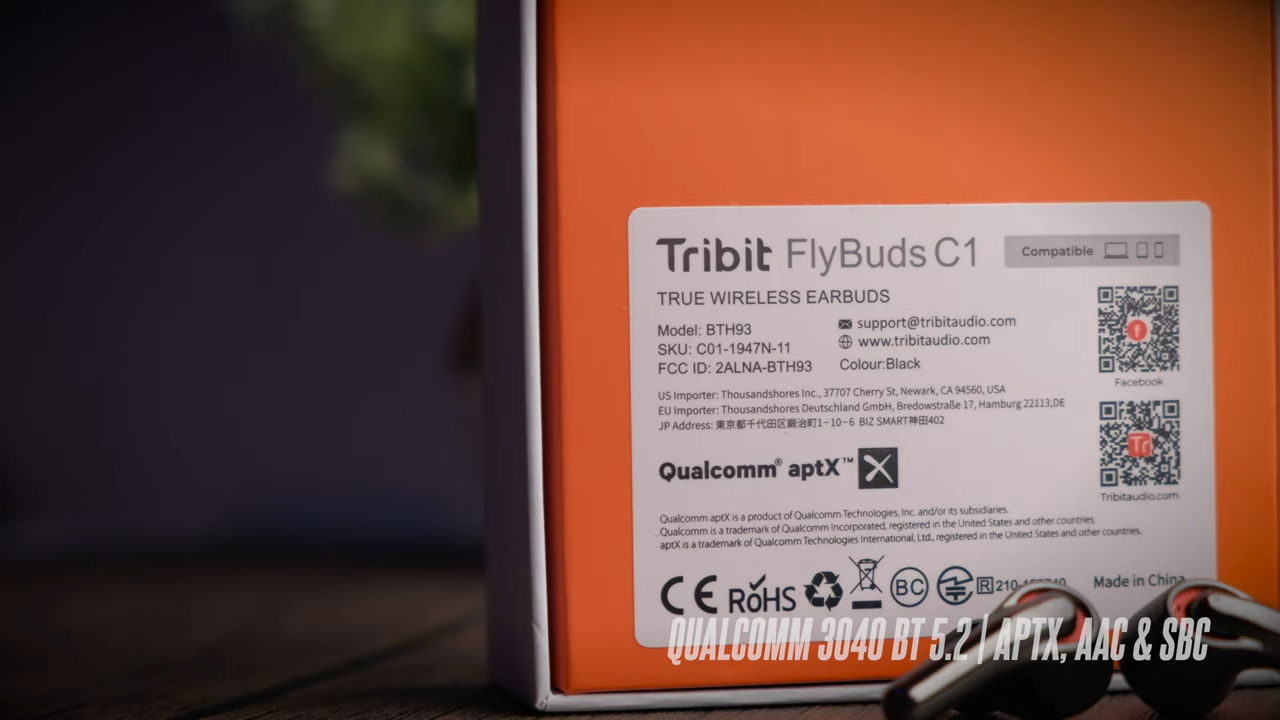 Tribit FlyBuds C1
Compatible
TRUE WIRELESS EARBUDS
Model: BTH93
SKU: C01-1947N-11
FCC ID: 2ALNA-BTH93
support@tribitaudio.com
www.tribitaudio.com
Colour:Black
Facebook
US Importer: Thousandshores Inc., 37707 Cherry St, Newark, CA 94560, USA
EU Importer: Thousandshores Deutschland GmbH, Bredowstraße 17, Hamburg 22113,DE
JP Address: 東京都千代田区鍛治町1-10-6 BIZ SMART神田402
Qualcomm® aptX™
Tr
Tribitaudio.com
Qualcomm aptX is a product of Qualcomm Technologies, Inc. and/or its subsidiaries.
Qualcomm is a trademark of Qualcomm Incorporated, registered in the United States and other countries.
aptX is a trademark of Qualcomm Technologies International, Ltd., registered in the United States and other countries.
CE RoHS BC R
Made in China
QUALCOMM 3040 BT 5.2 | APTX, AAC & SBC